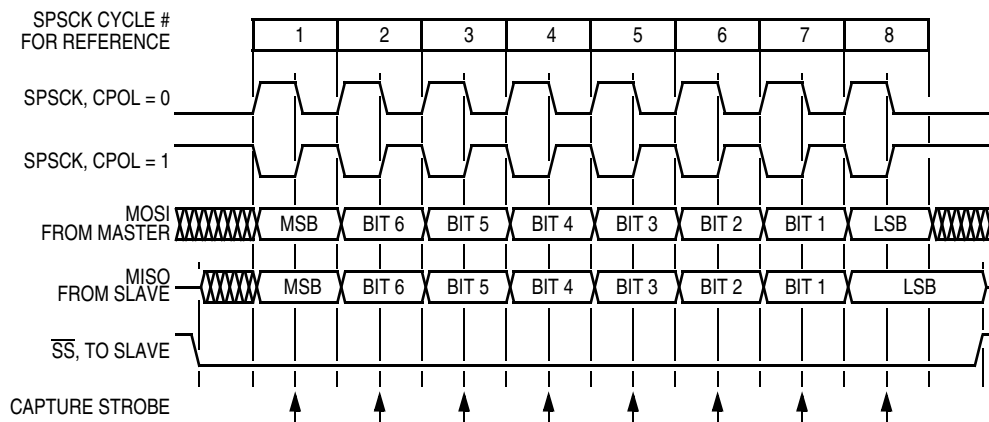 SPSCK CYCLE #
FOR REFERENCE
1 2 3 4 5 6 7 8
SPSCK, CPOL = 0
SPSCK, CPOL = 1
MOSI
FROM MASTER
MSB BIT 6 BIT 5 BIT 4 BIT 3 BIT 2 BIT 1 LSB
MISO
FROM SLAVE
MSB BIT 6 BIT 5 BIT 4 BIT 3 BIT 2 BIT 1 LSB
SS, TO SLAVE
CAPTURE STROBE